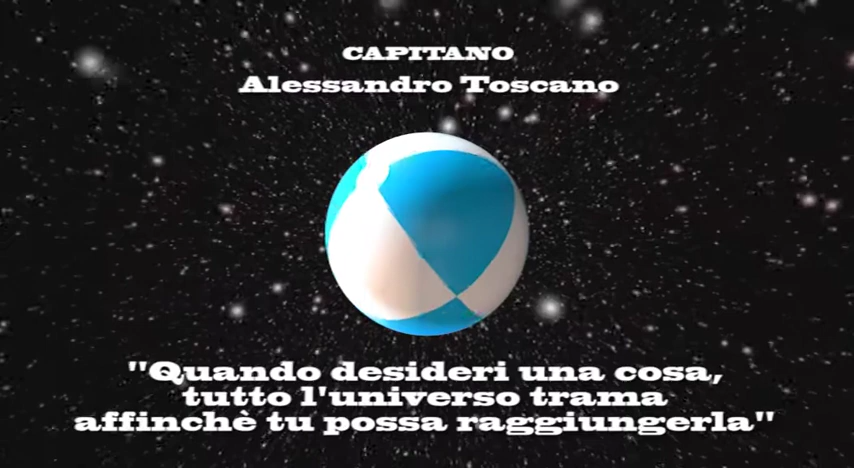 CAPITANO
Alessandro Toscano
"Quando desideri una cosa,
tutto l'universo trama
affinchè tu possa raggiungerla"